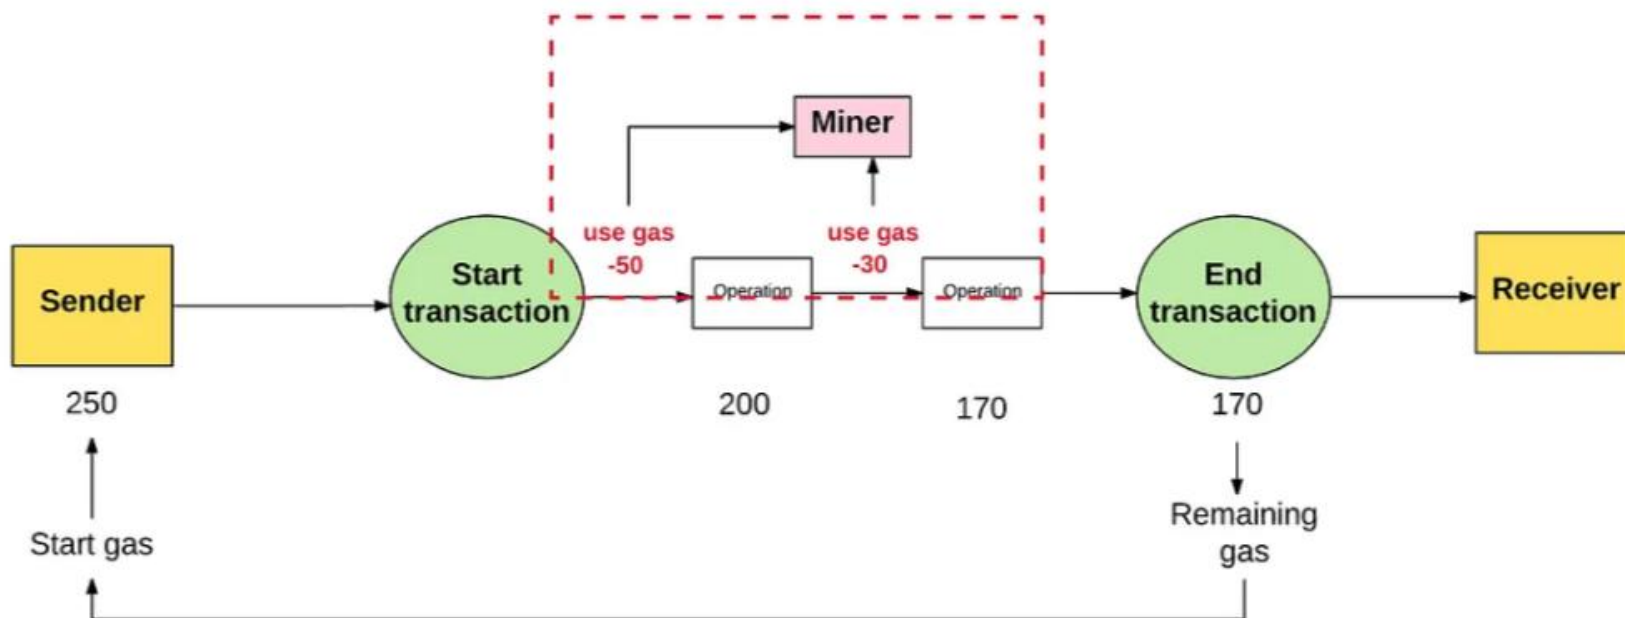 Miner
use gas
-50
use gas
-30
Sender
Start
transaction
Operation
Operation
End
transaction
Receiver
250
200
170
170
Start gas
Remaining
gas